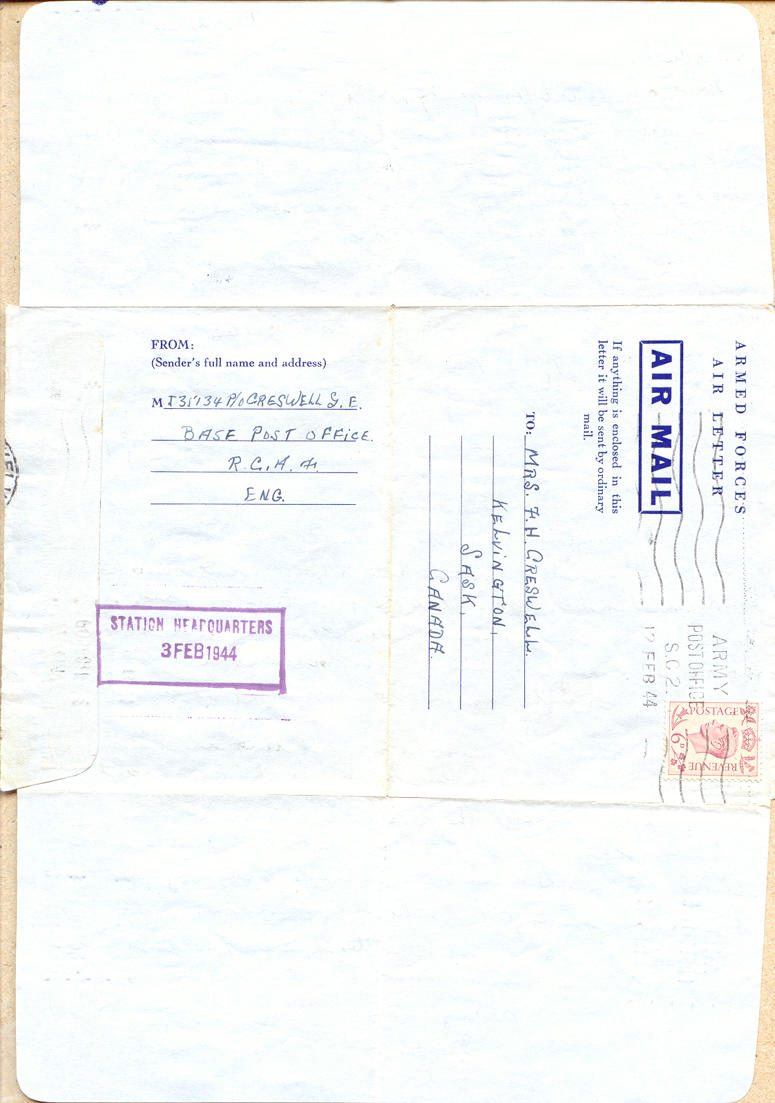 FROM:
(Sender's full name and address)
M J35734 P/O CRESWELL S. E.
BASE POST OFFICE.
R.C.A.F.
ENG.
STATION HEADQUARTERS
3 FEB 1944
ARMED FORCES
AIR LETTER
AIR MAIL
If anything is enclosed in this
letter it will be sent by ordinary
mail.
TO: MRS. F. H. CRESWELL.
KELVINGTON,
SASK,
CANADA.
ARMY
POST OFFICE
S.C 2.
12 FEB 44
POSTAGE
6D
REVENUE